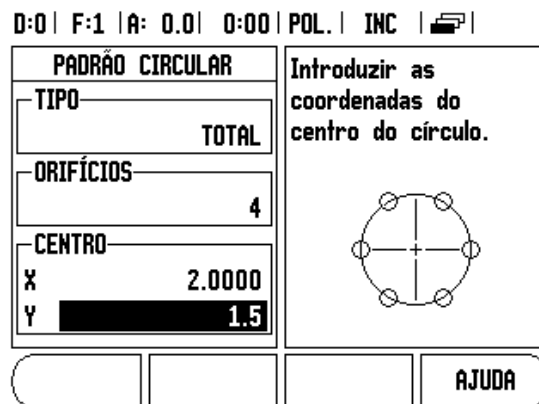 D:0 | F:1 | A: 0.0 | 0:00 | POL. | INC |
PADRÃO CIRCULAR
TIPO
TOTAL
ORIFÍCIOS
4
CENTRO
X 2.0000
Y 1.5
Introduzir as
coordenadas do
centro do círculo.
AJUDA